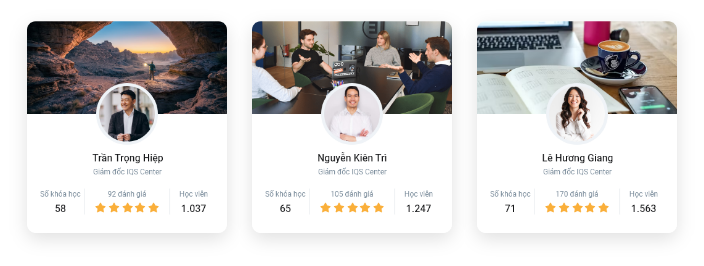 Trần Trọng Hiệp
Giám đốc IQS Center
Số khóa học
92 đánh giá
Học viên
58
1.037
Nguyễn Kiên Trì
Giám đốc IQS Center
Số khóa học
105 đánh giá
Học viên
65
1.247
Lê Hương Giang
Giám đốc IQS Center
Số khóa học
170 đánh giá
Học viên
71
1.563